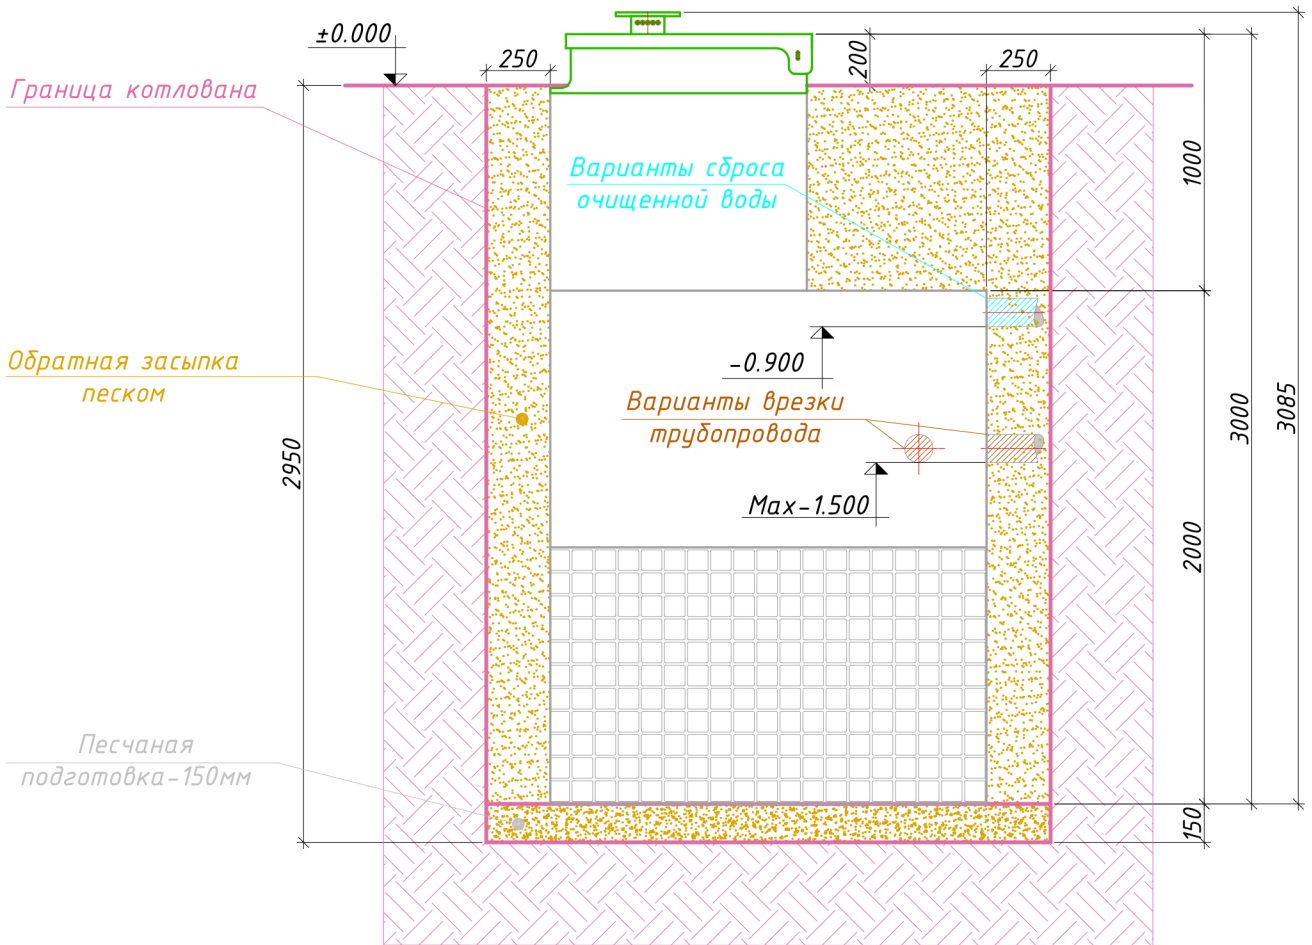 ±0.000
250
200
250
Граница котлована
1000
Варианты сброса
очищенной воды
Обратная засыпка
песком
-0.900
Варианты врезки
трубопровода
3000
3085
2950
Max-1.500
2000
Песчаная
подготовка-150мм
150